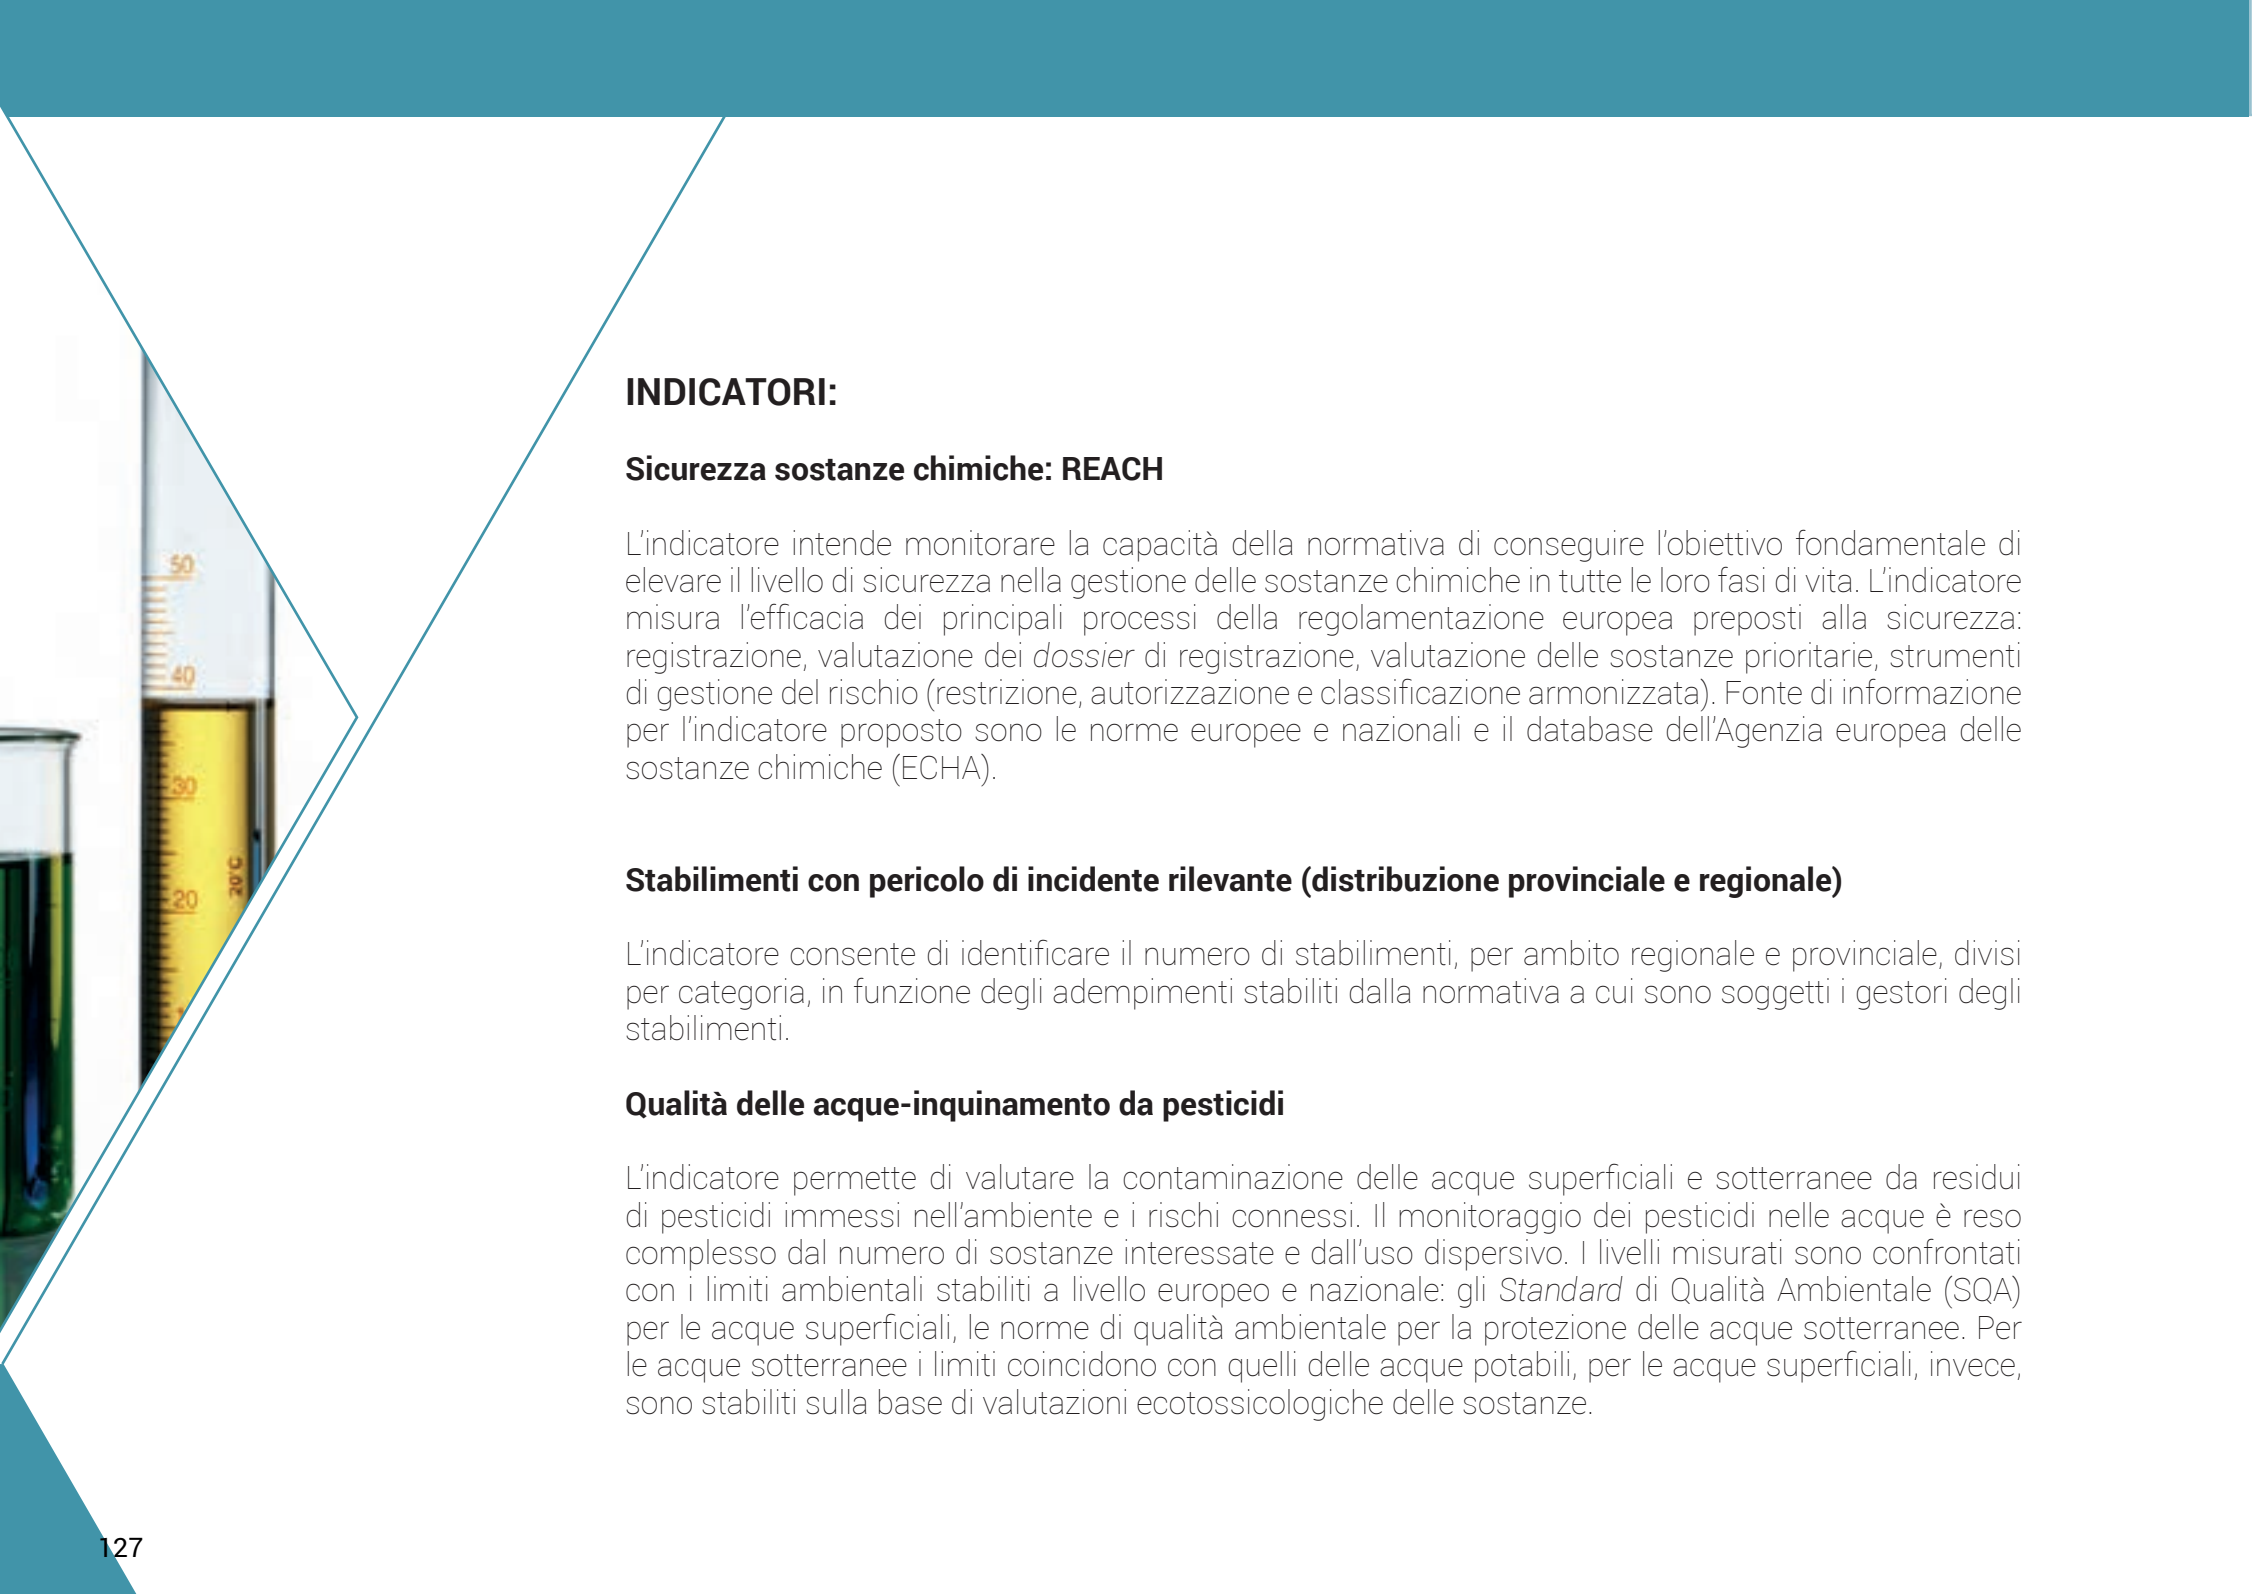 INDICATORI:
Sicurezza sostanze chimiche: REACH
L'indicatore intende monitorare la capacità della normativa di conseguire l'obiettivo fondamentale di
elevare il livello di sicurezza nella gestione delle sostanze chimiche in tutte le loro fasi di vita. L'indicatore
misura l'efficacia dei principali processi della regolamentazione europea preposti alla sicurezza:
registrazione, valutazione dei dossier di registrazione, valutazione delle sostanze prioritarie, strumenti
di gestione del rischio (restrizione, autorizzazione e classificazione armonizzata). Fonte di informazione
per l'indicatore proposto sono le norme europee e nazionali e il database dell'Agenzia europea delle
sostanze chimiche (ECHA).
Stabilimenti con pericolo di incidente rilevante (distribuzione provinciale e regionale)
L'indicatore consente di identificare il numero di stabilimenti, per ambito regionale e provinciale, divisi
per categoria, in funzione degli adempimenti stabiliti dalla normativa a cui sono soggetti i gestori degli
stabilimenti.
Qualità delle acque-inquinamento da pesticidi
L'indicatore permette di valutare la contaminazione delle acque superficiali e sotterranee da residui
di pesticidi immessi nell'ambiente e i rischi connessi. Il monitoraggio dei pesticidi nelle acque è reso
complesso dal numero di sostanze interessate e dall'uso dispersivo. I livelli misurati sono confrontati
con i limiti ambientali stabiliti a livello europeo e nazionale: gli Standard di Qualità Ambientale (SQA)
per le acque superficiali, le norme di qualità ambientale per la protezione delle acque sotterranee. Per
le acque sotterranee i limiti coincidono con quelli delle acque potabili, per le acque superficiali, invece,
sono stabiliti sulla base di valutazioni ecotossicologiche delle sostanze.
50
40
30
20
20°C
127